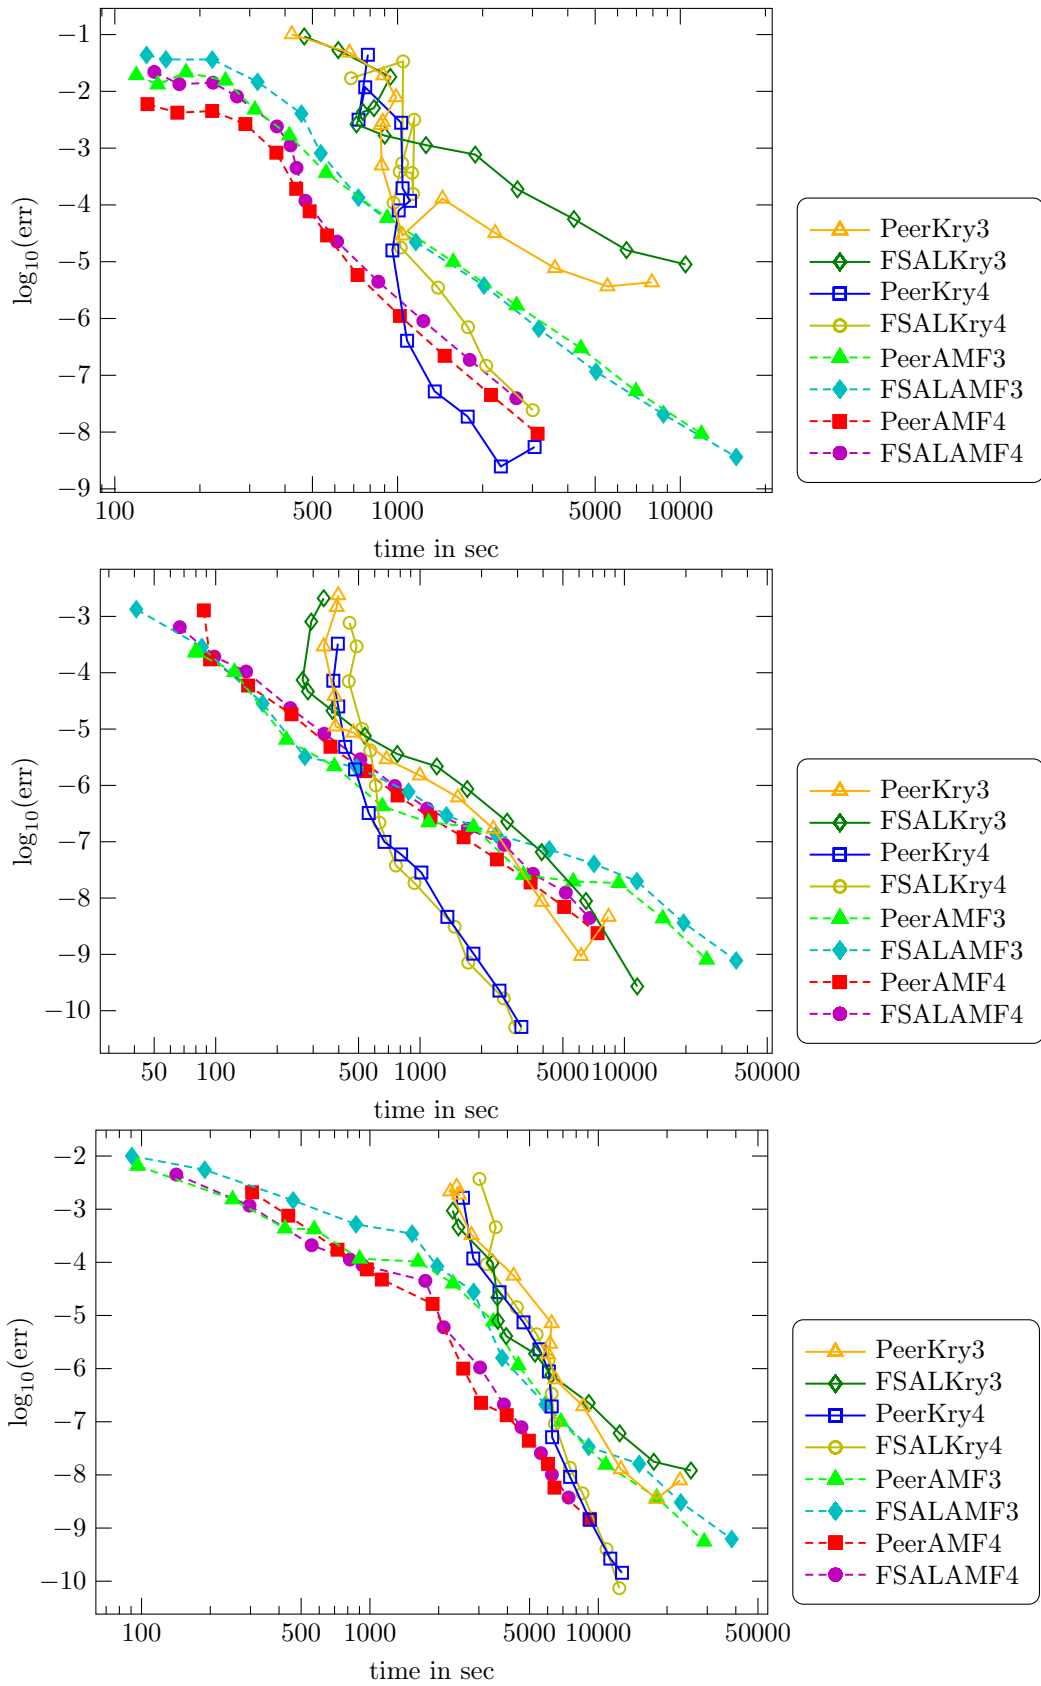 −1
−2
−3
−4
−5
−6
−7
−8
−9
log₁₀(err)
100
500
1000
5000
10000
time in sec
PeerKry3
FSALKry3
PeerKry4
FSALKry4
PeerAMF3
FSALAMF3
PeerAMF4
FSALAMF4
−3
−4
−5
−6
−7
−8
−9
−10
log₁₀(err)
50
100
500
1000
5000
10000
50000
time in sec
PeerKry3
FSALKry3
PeerKry4
FSALKry4
PeerAMF3
FSALAMF3
PeerAMF4
FSALAMF4
−2
−3
−4
−5
−6
−7
−8
−9
−10
log₁₀(err)
100
500
1000
5000
10000
50000
time in sec
PeerKry3
FSALKry3
PeerKry4
FSALKry4
PeerAMF3
FSALAMF3
PeerAMF4
FSALAMF4